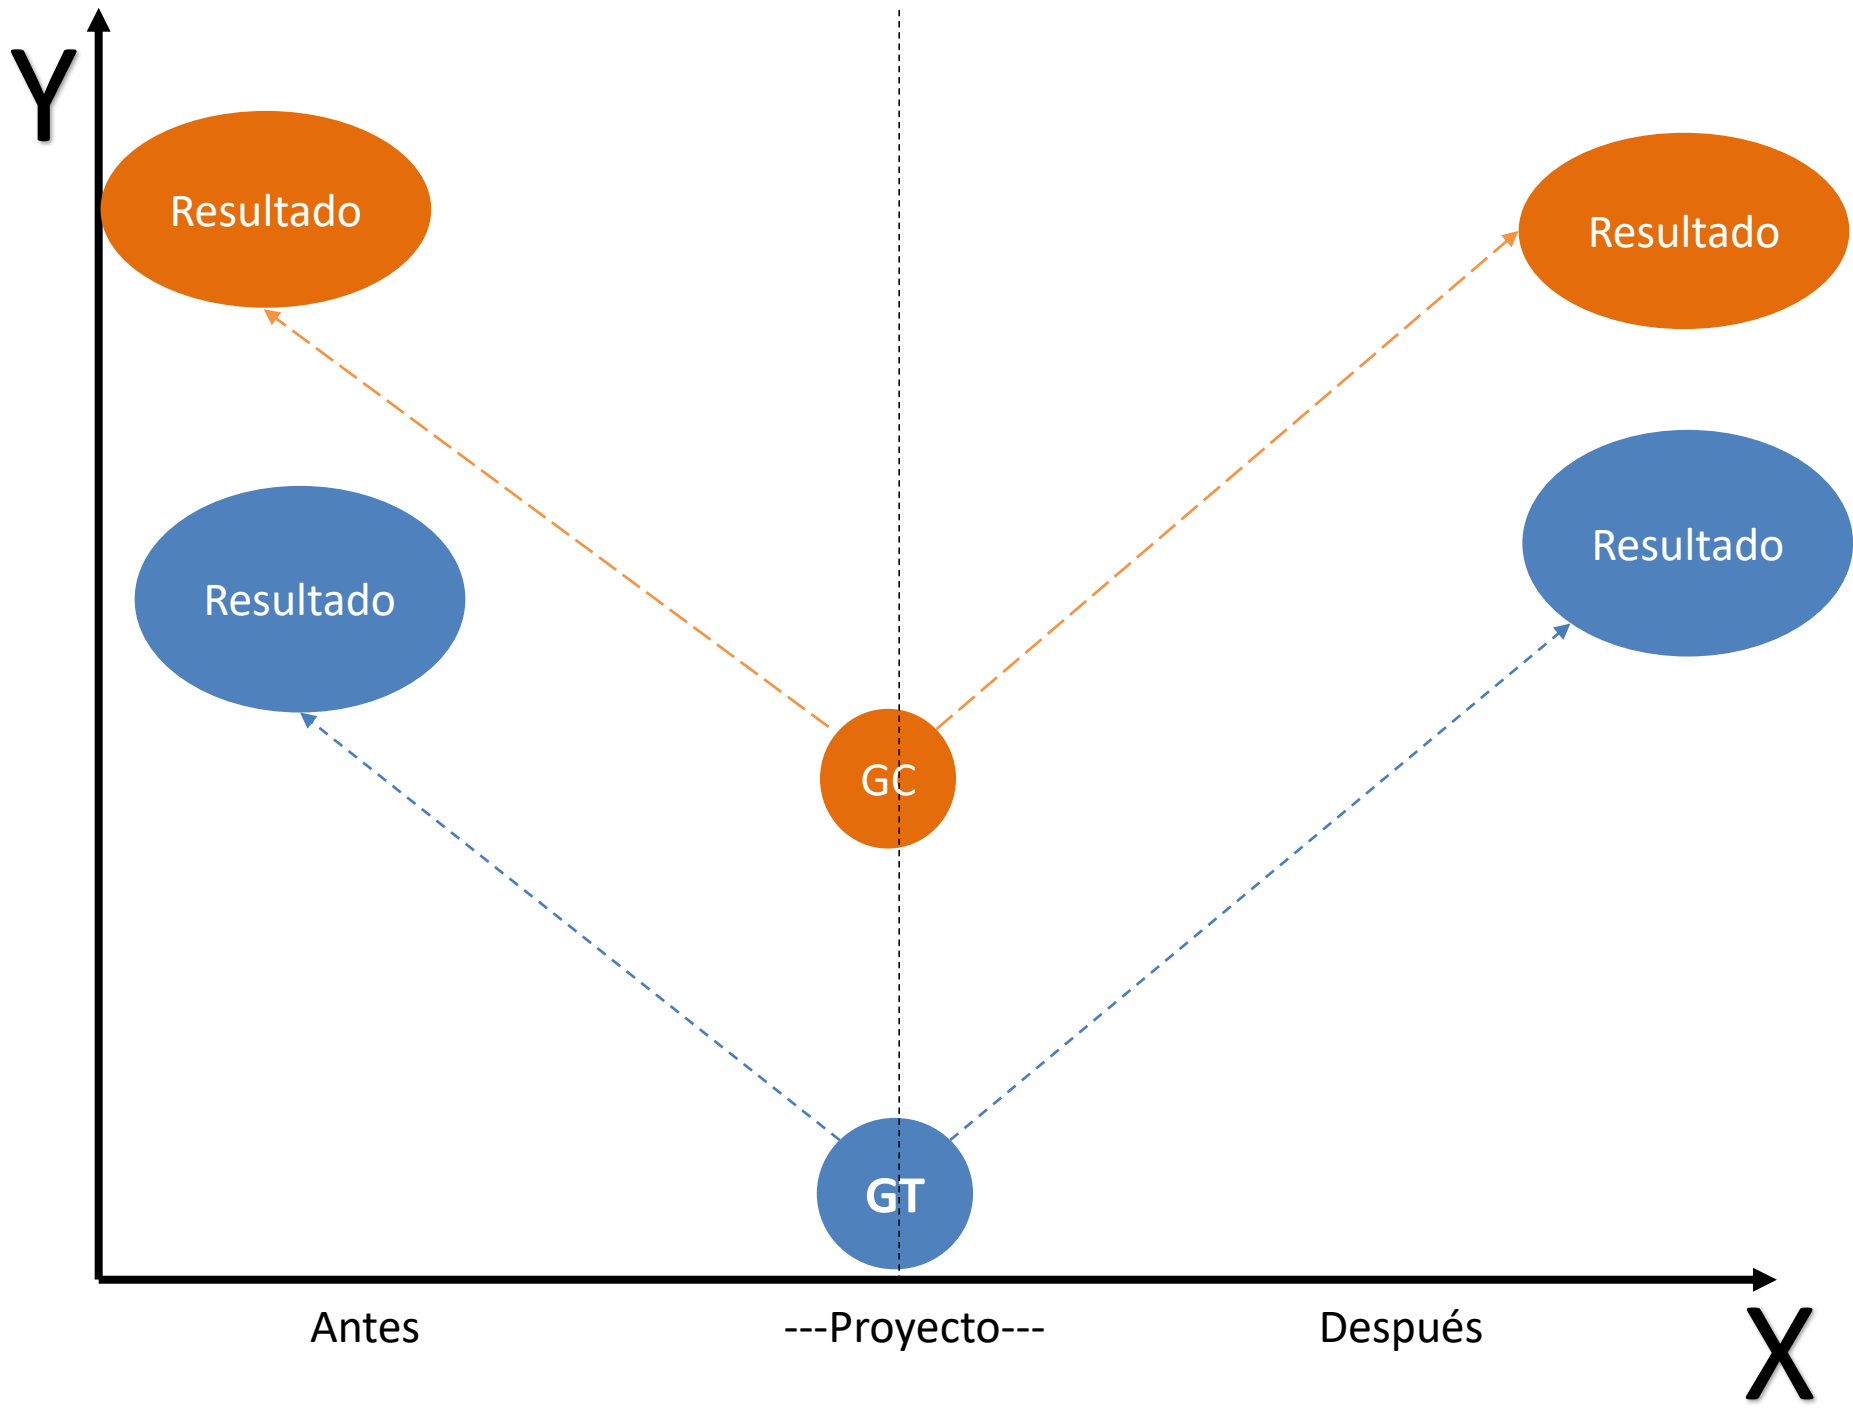 Y
Resultado
Resultado
Resultado
Resultado
GC
GT
Antes
---Proyecto---
Después
X